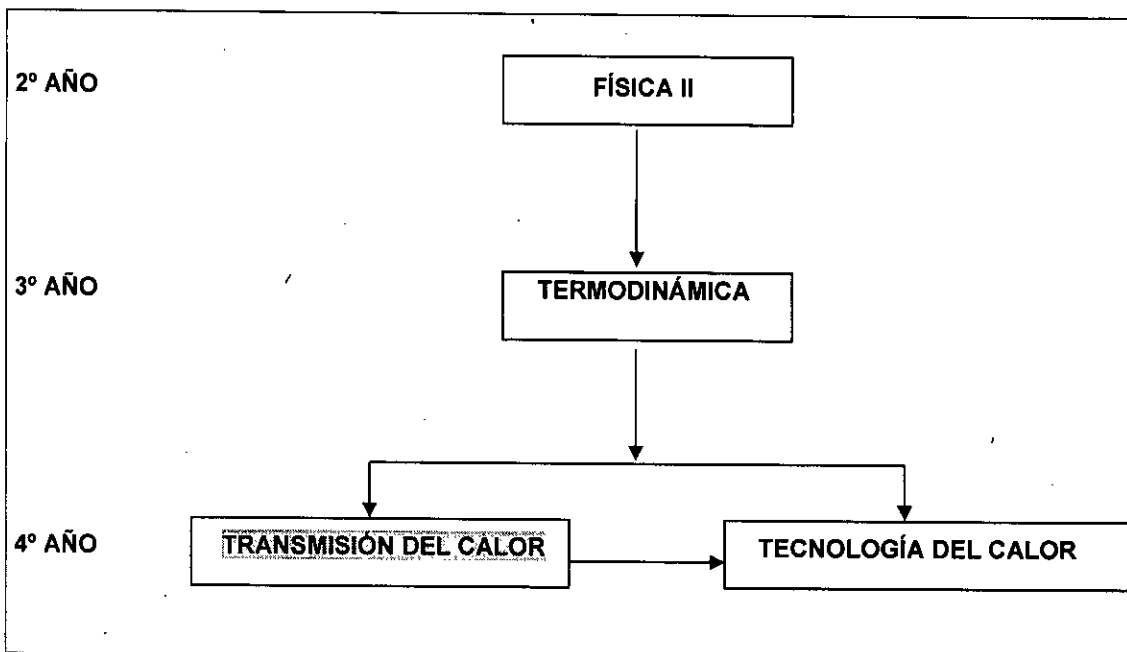 2º AÑO
FÍSICA II
3º AÑO
TERMODINÁMICA
4º AÑO
TRANSMISIÓN DEL CALOR
TECNOLOGÍA DEL CALOR